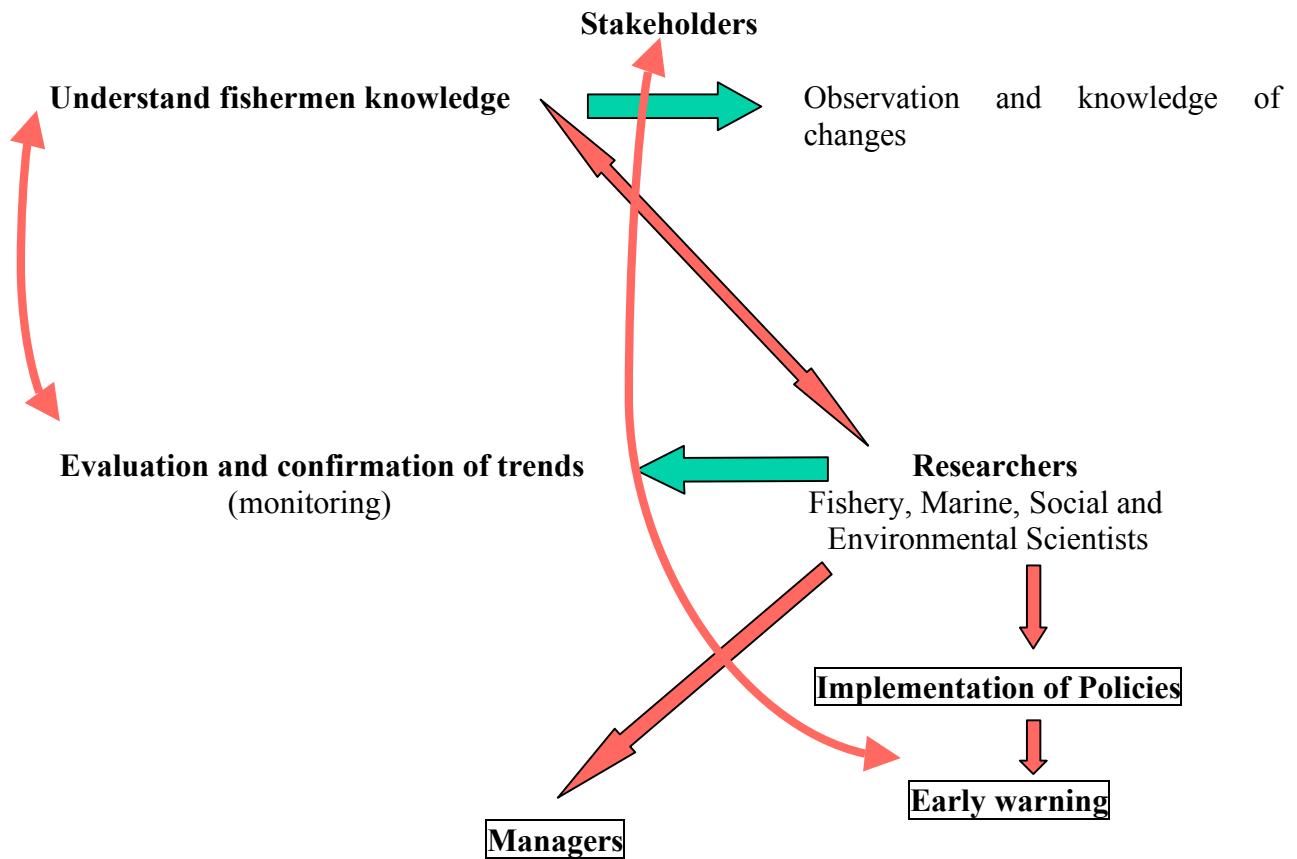 Stakeholders
Understand fishermen knowledge
Observation and knowledge of
changes
Evaluation and confirmation of trends
(monitoring)
Researchers
Fishery, Marine, Social and
Environmental Scientists
Implementation of Policies
Early warning
Managers